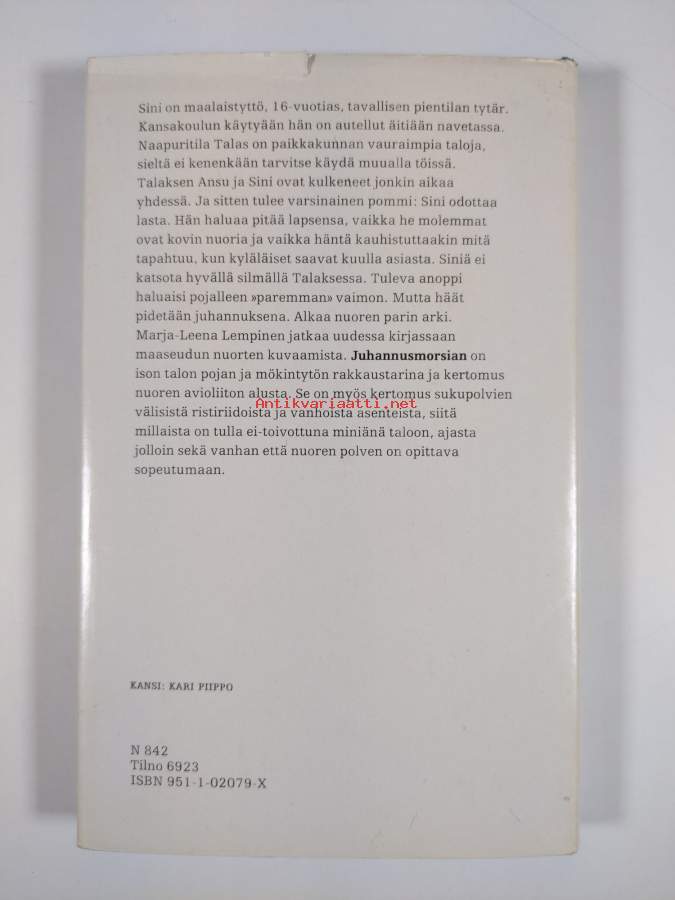 Sini on maalaistyttö, 16-vuotias, tavallisen pientilan tytär.
Kansakoulun käytyään hän on autellut äitiään navetassa.
Naapuritila Talas on paikkakunnan vauraimpia taloja,
sieltä ei kenenkään tarvitse käydä muualla töissä.
Talaksen Ansu ja Sini ovat kulkeneet jonkin aikaa
yhdessä. Ja sitten tulee varsinainen pommi: Sini odottaa
lasta. Hän haluaa pitää lapsensa, vaikka he molemmat
ovat kovin nuoria ja vaikka häntä kauhistuttaakin mitä
tapahtuu, kun kyläläiset saavat kuulla asiasta. Siniä ei
katsota hyvällä silmällä Talaksessa. Tuleva anoppi
haluaisi pojalleen »paremman» vaimon. Mutta häät
pidetään juhannuksena. Alkaa nuoren parin arki.
Marja-Leena Lempinen jatkaa uudessa kirjassaan
maaseudun nuorten kuvaamista. Juhannusmorsian on
ison talon pojan ja mökintytön rakkaustarina ja kertomus
nuoren avioliiton alusta. Se on myös kertomus sukupolvien
Antikvariaatti.net
välisistä ristiriidoista ja vanhoista asenteista, siitä
millaista on tulla ei-toivottuna miniänä taloon, ajasta
jolloin sekä vanhan että nuoren polven on opittava
sopeutumaan.
KANSI: KARI PIIPPO
N 842
Tilno 6923
ISBN 951-1-02079-X